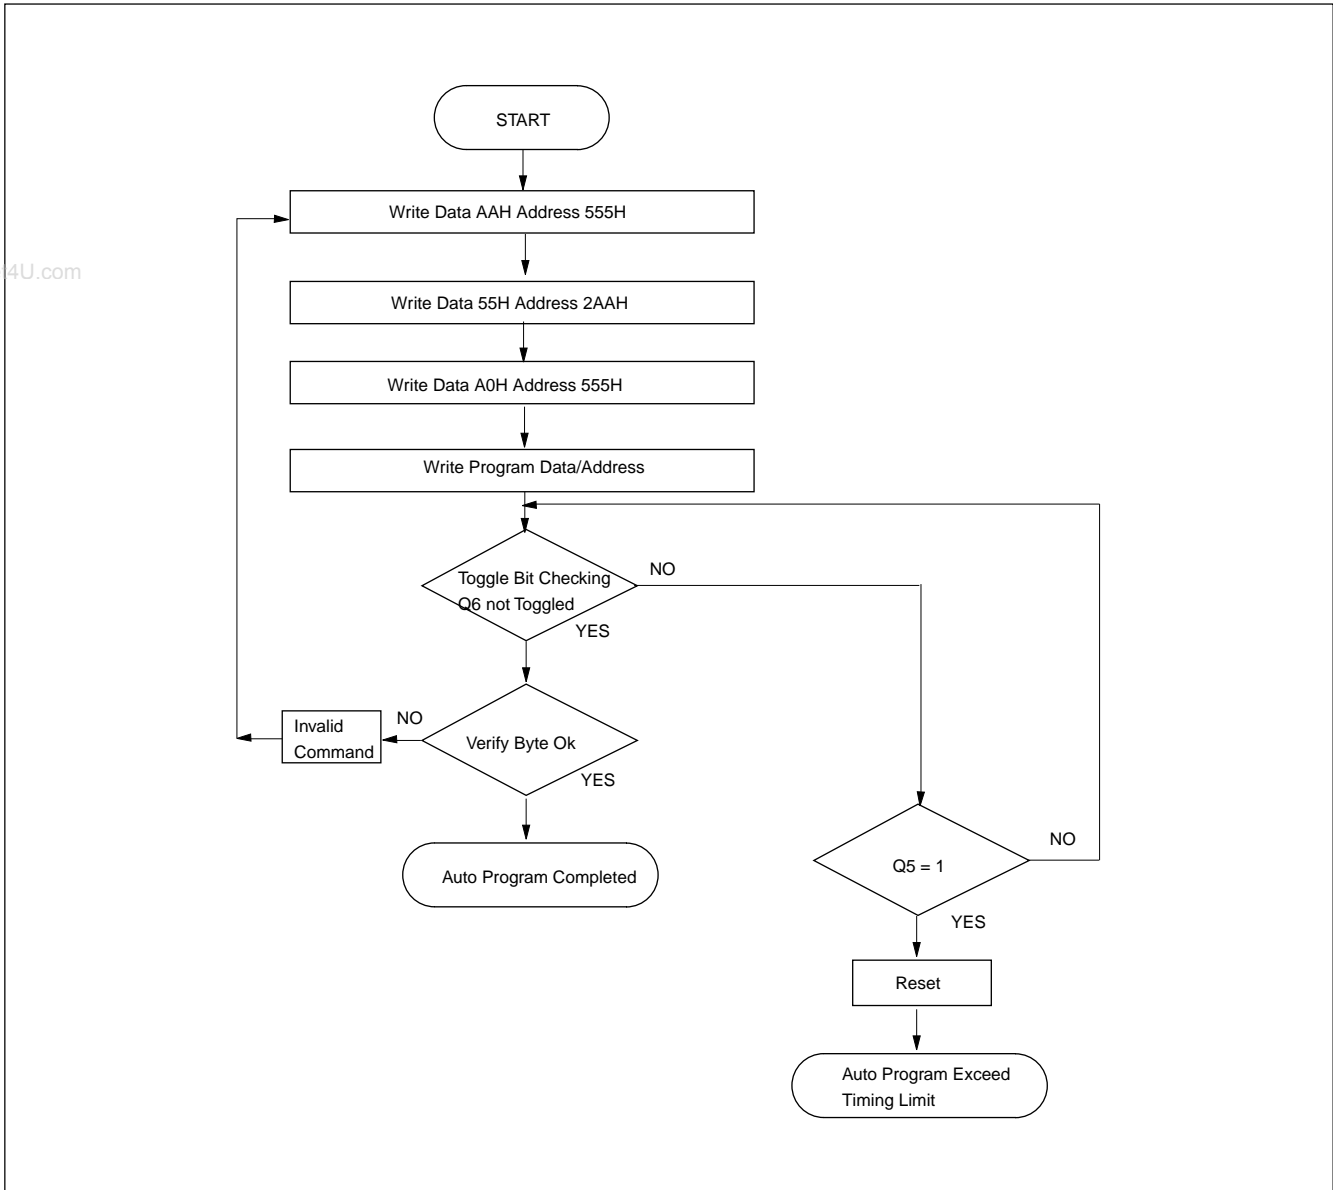 START
Write Data AAH Address 555H
t4U.com
Write Data 55H Address 2AAH
Write Data A0H Address 555H
Write Program Data/Address
Toggle Bit Checking
Q6 not Toggled
NO
YES
Invalid
Command
NO
Verify Byte Ok
YES
Auto Program Completed
Q5 = 1
NO
YES
Reset
Auto Program Exceed
Timing Limit